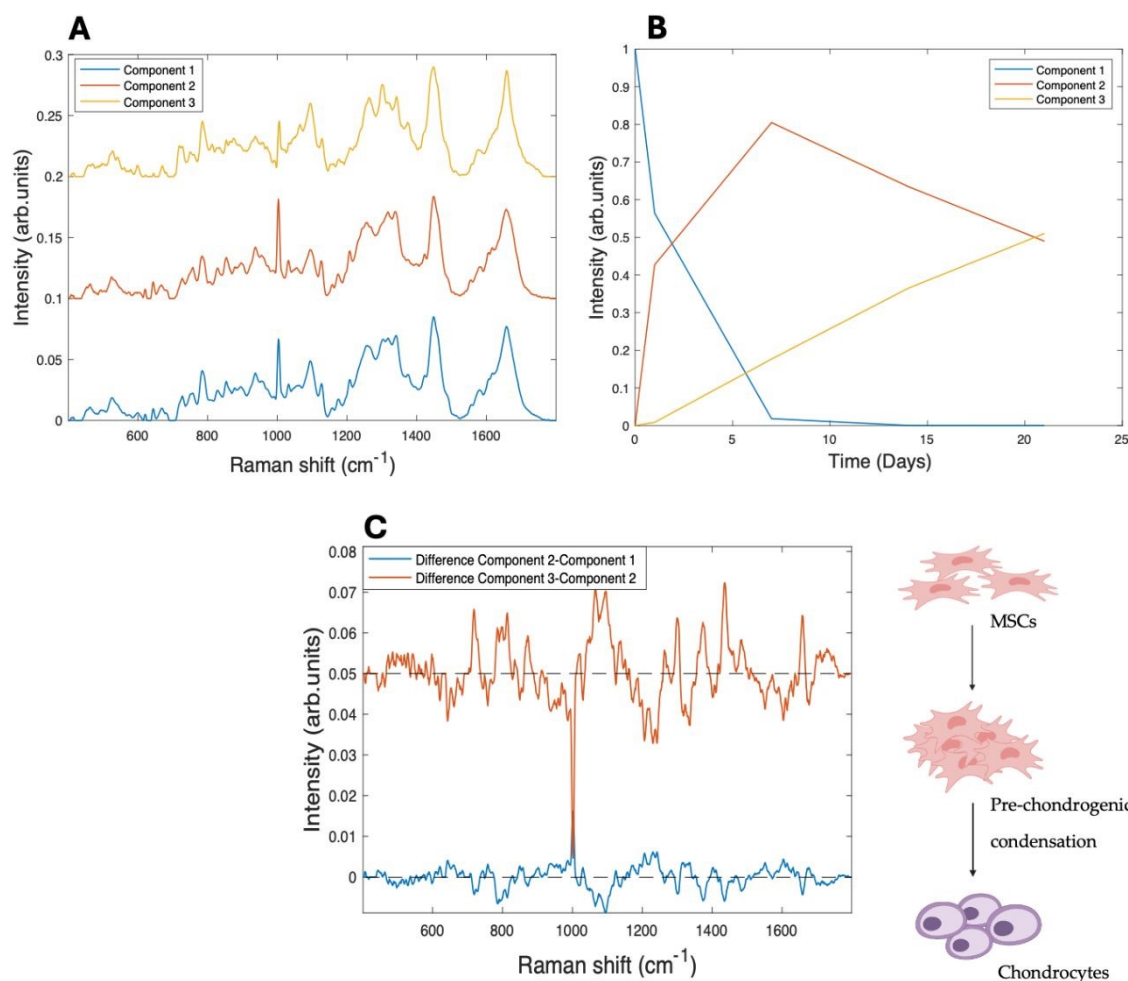 A
0.3
0.25
0.2
0.15
0.1
0.05
0
Intensity (arb.units)
Component 1
Component 2
Component 3
600
800
1000
1200
1400
1600
Raman shift (cm-1)
B
1
0.9
0.8
0.7
0.6
0.5
0.4
0.3
0.2
0.1
0
Intensity (arb.units)
Component 1
Component 2
Component 3
0
5
10
15
20
25
Time (Days)
C
0.08
0.07
0.06
0.05
0.04
0.03
0.02
0.01
0
Intensity (arb.units)
Difference Component 2-Component 1
Difference Component 3-Component 2
600
800
1000
1200
1400
1600
Raman shift (cm-1)
MSCs
Pre-chondrogenic
condensation
Chondrocytes